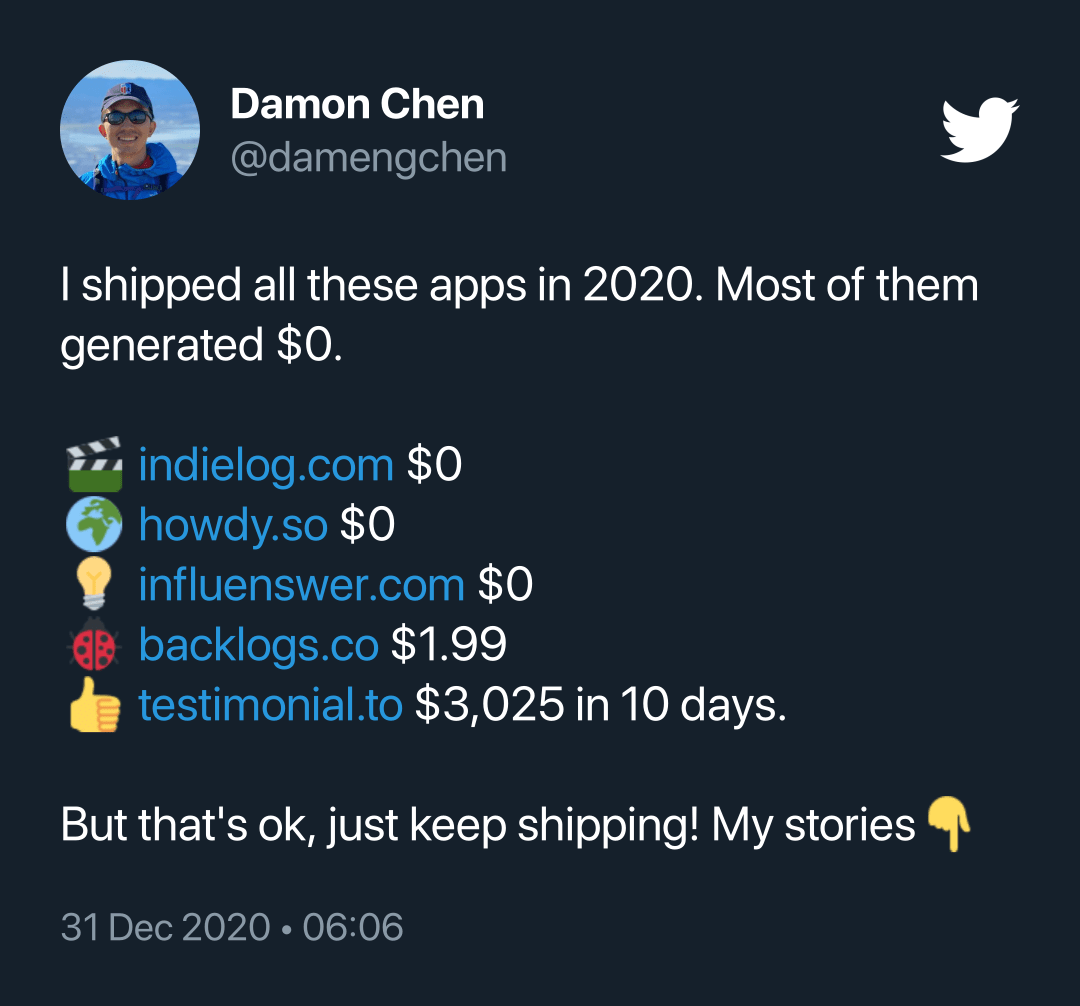 Damon Chen
@damengchen
I shipped all these apps in 2020. Most of them
generated $0.
🎬 indielog.com $0
🌍 howdy.so $0
💡 influenswer.com $0
🐞 backlogs.co $1.99
👍 testimonial.to $3,025 in 10 days.
But that's ok, just keep shipping! My stories 👇
31 Dec 2020 • 06:06